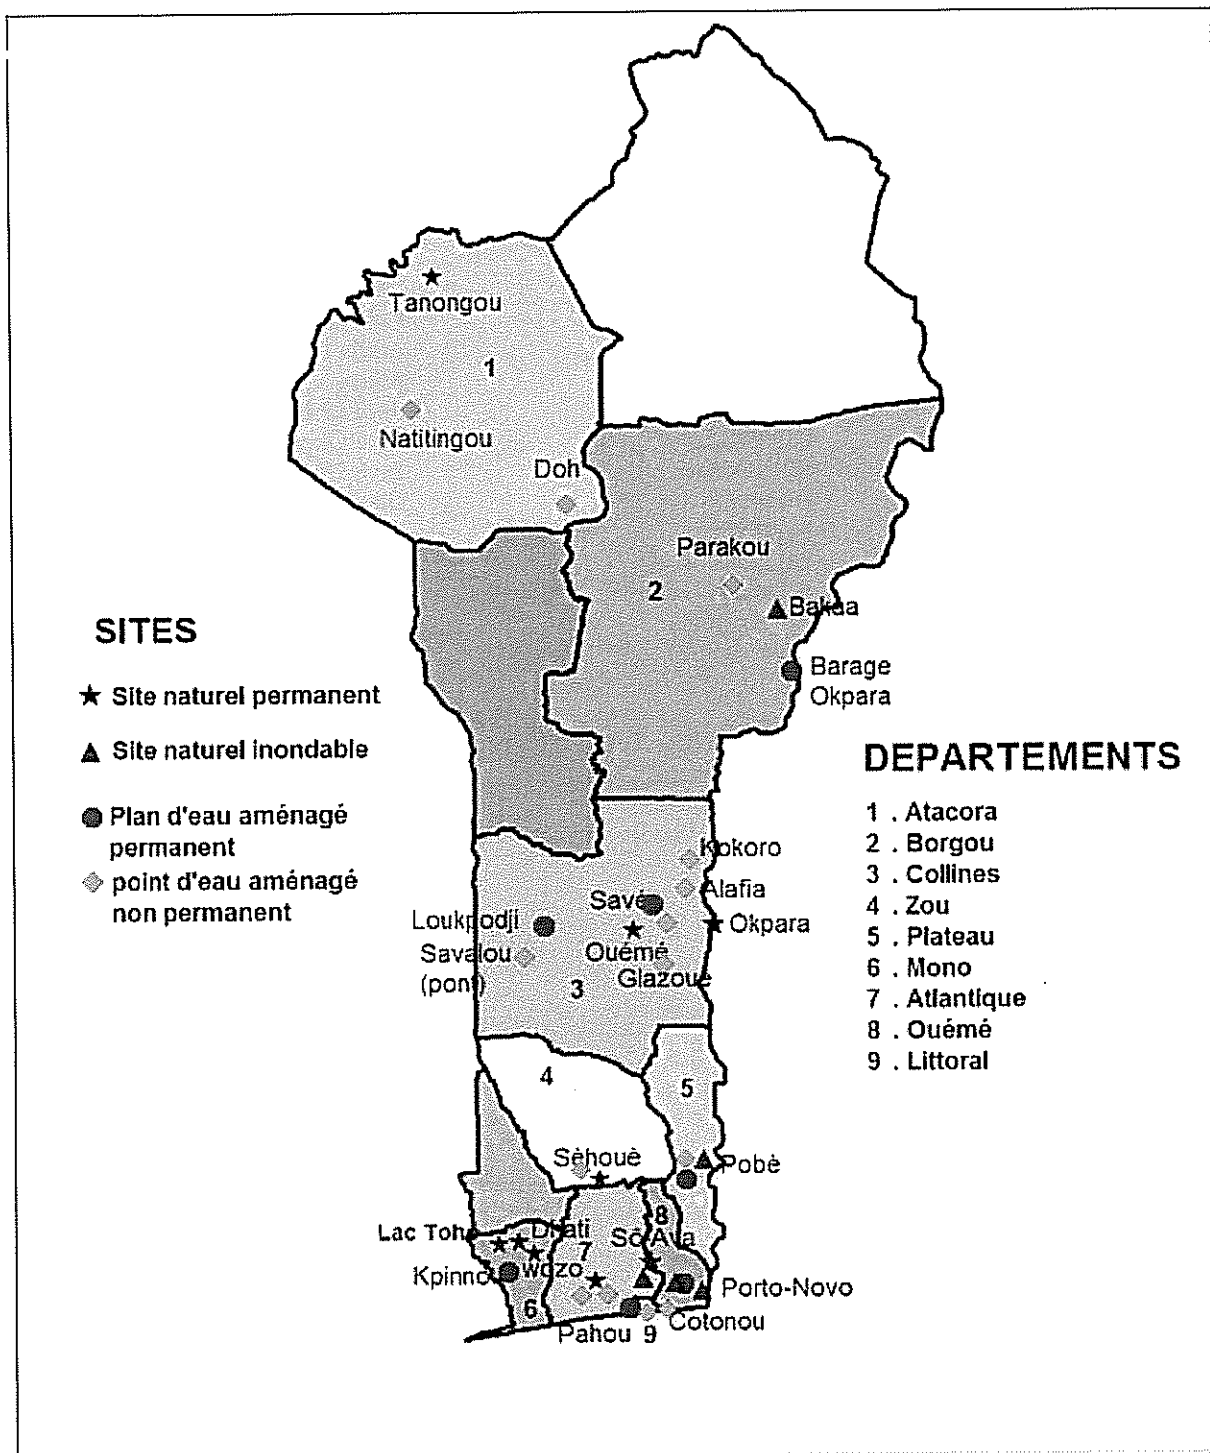 Tanongou
1
Natitingou
Doh
Parakou
2
Bakaa
Barage
Okpara
SITES
Site naturel permanent
Site naturel inondable
Plan d'eau aménagé
permanent
point d'eau aménagé
non permanent
DEPARTEMENTS
1 . Atacora
2 . Borgou
3 . Collines
4 . Zou
5 . Plateau
6 . Mono
7 . Atlantique
8 . Ouémé
9 . Littoral
Kokoro
Alafia
Savé
Loukpodji
Okpara
Ouémé
Savalou
(pont)
Glazoué
3
4
5
Sèhouè
Pobè
8
Lac Toho
Dhati
7
Sô Ava
Kpinnou
wozo
6
Porto-Novo
Cotonou
Pahou
9